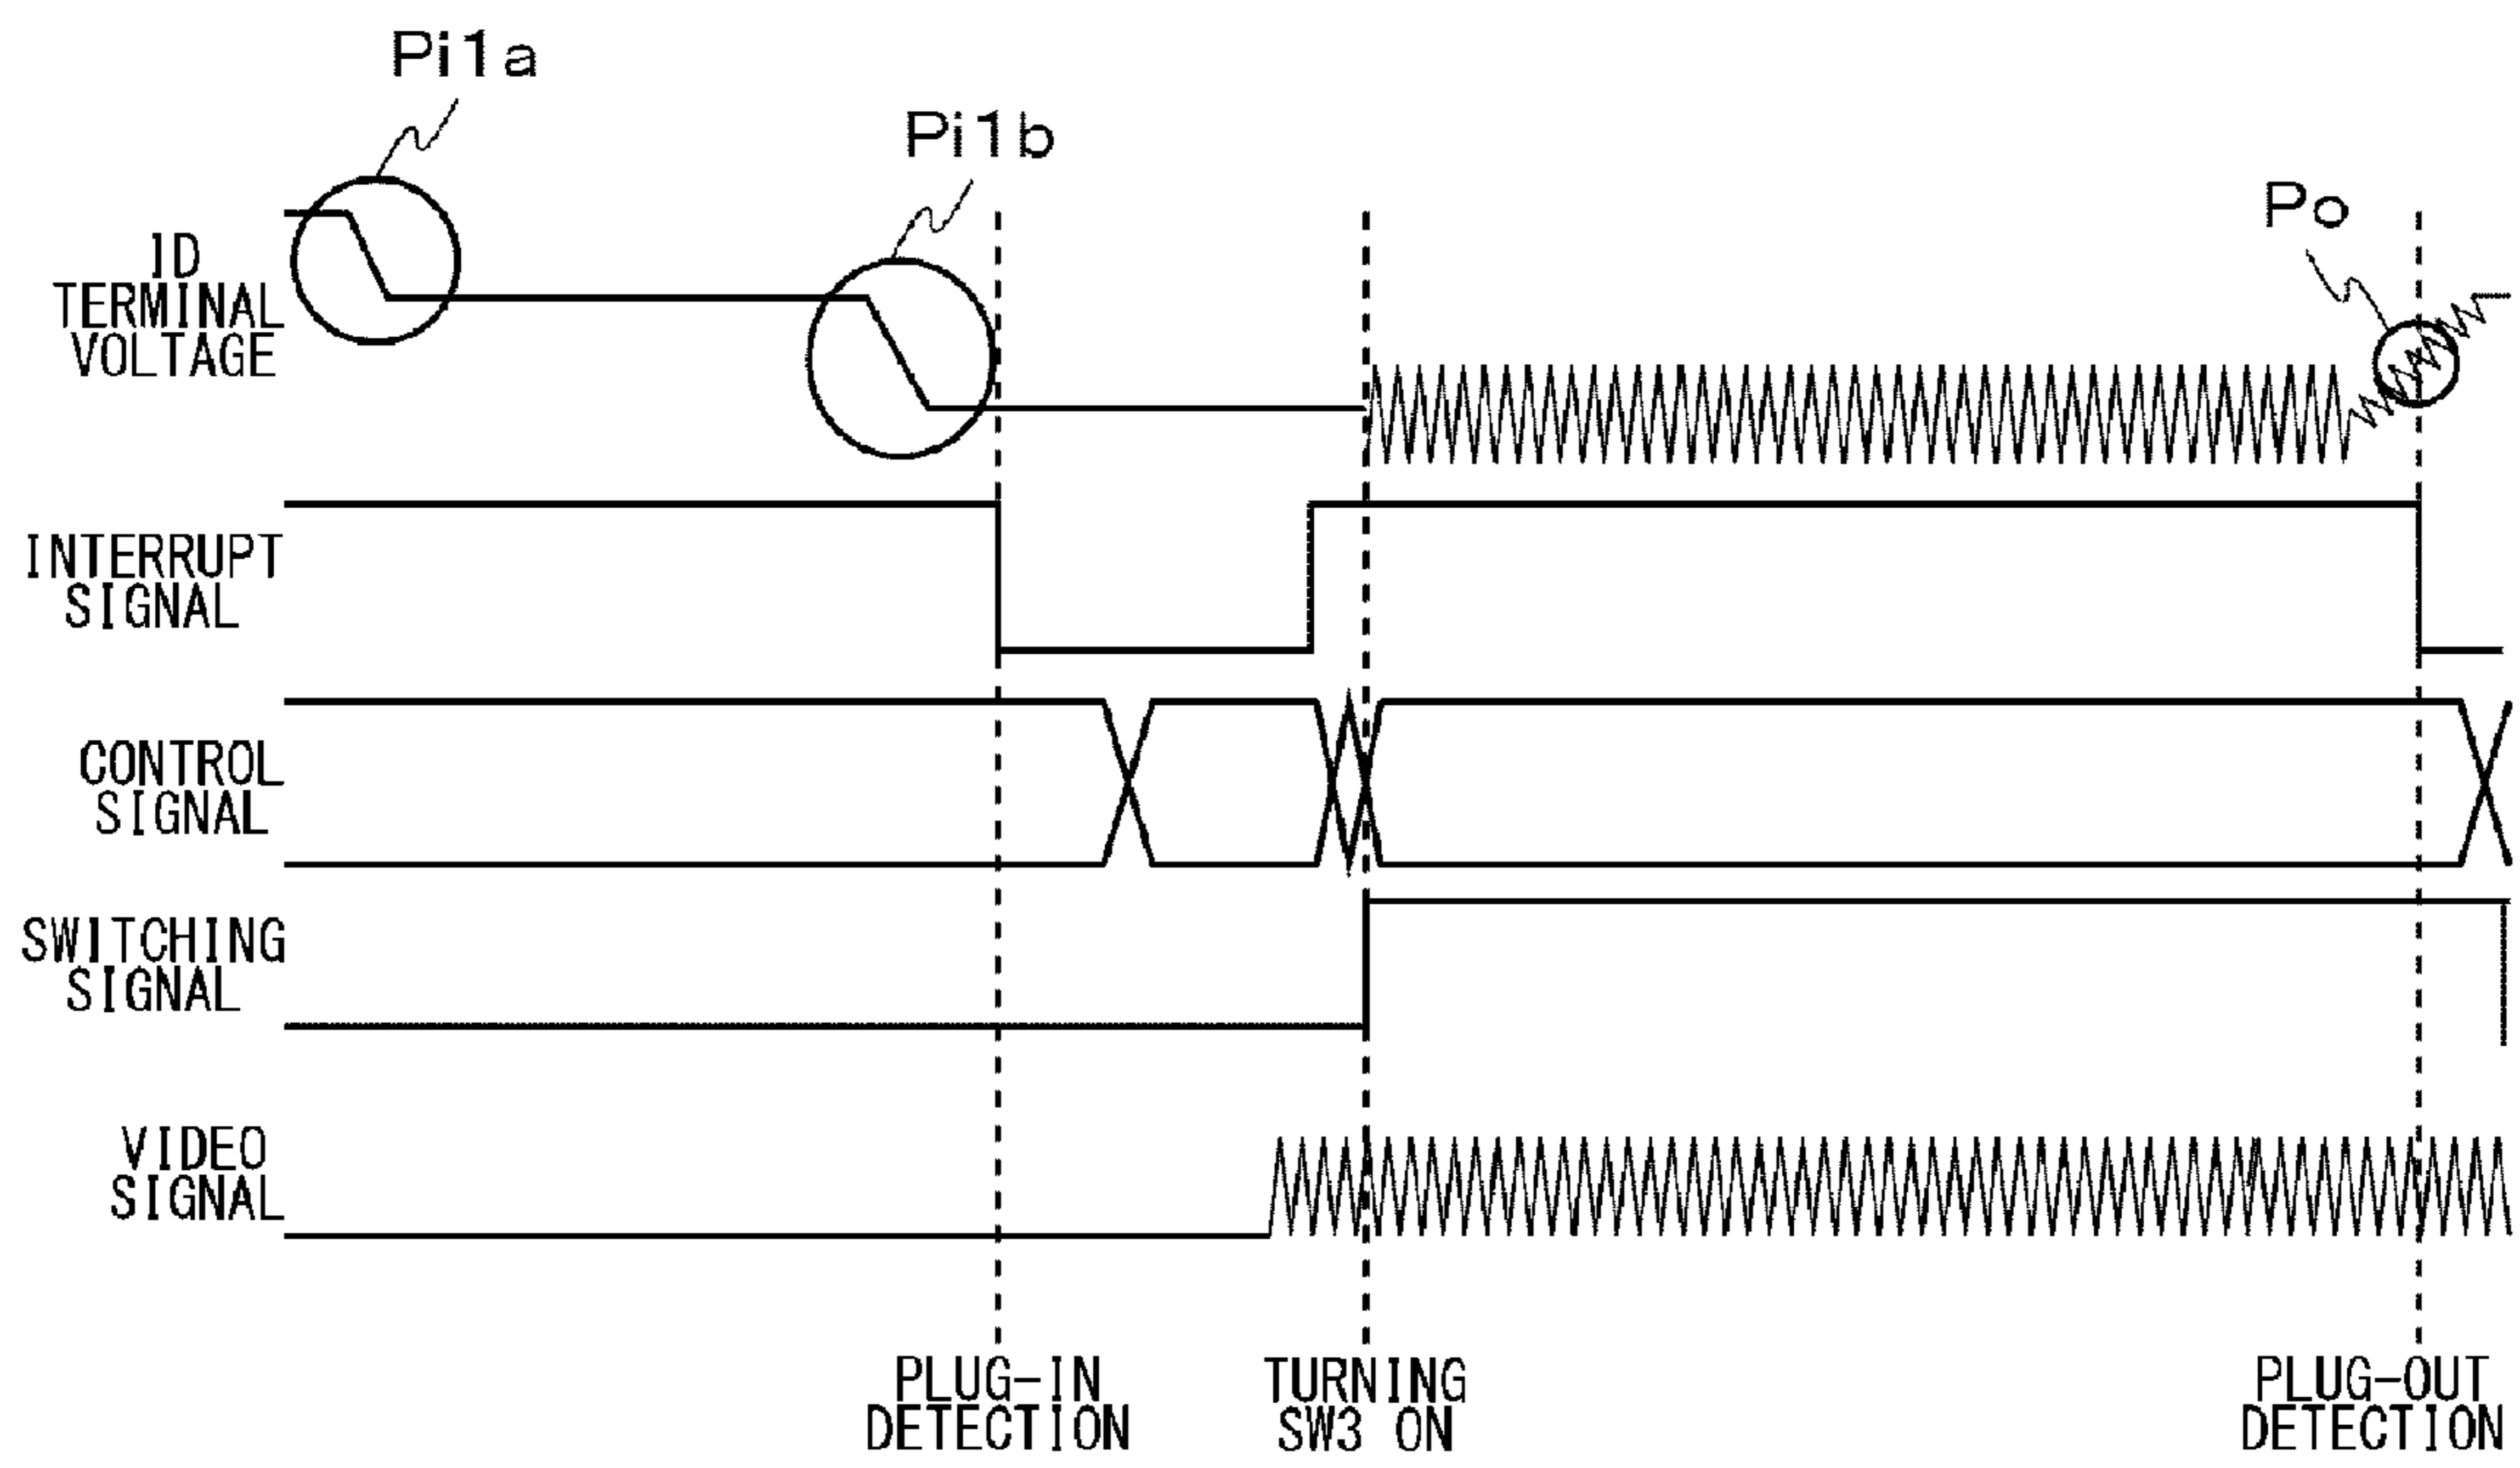 Pi1a
Pi1b
Po
ID
TERMINAL
VOLTAGE
INTERRUPT
SIGNAL
CONTROL
SIGNAL
SWITCHING
SIGNAL
VIDEO
SIGNAL
PLUG-IN
DETECTION
TURNING
SW3 ON
PLUG-OUT
DETECTION